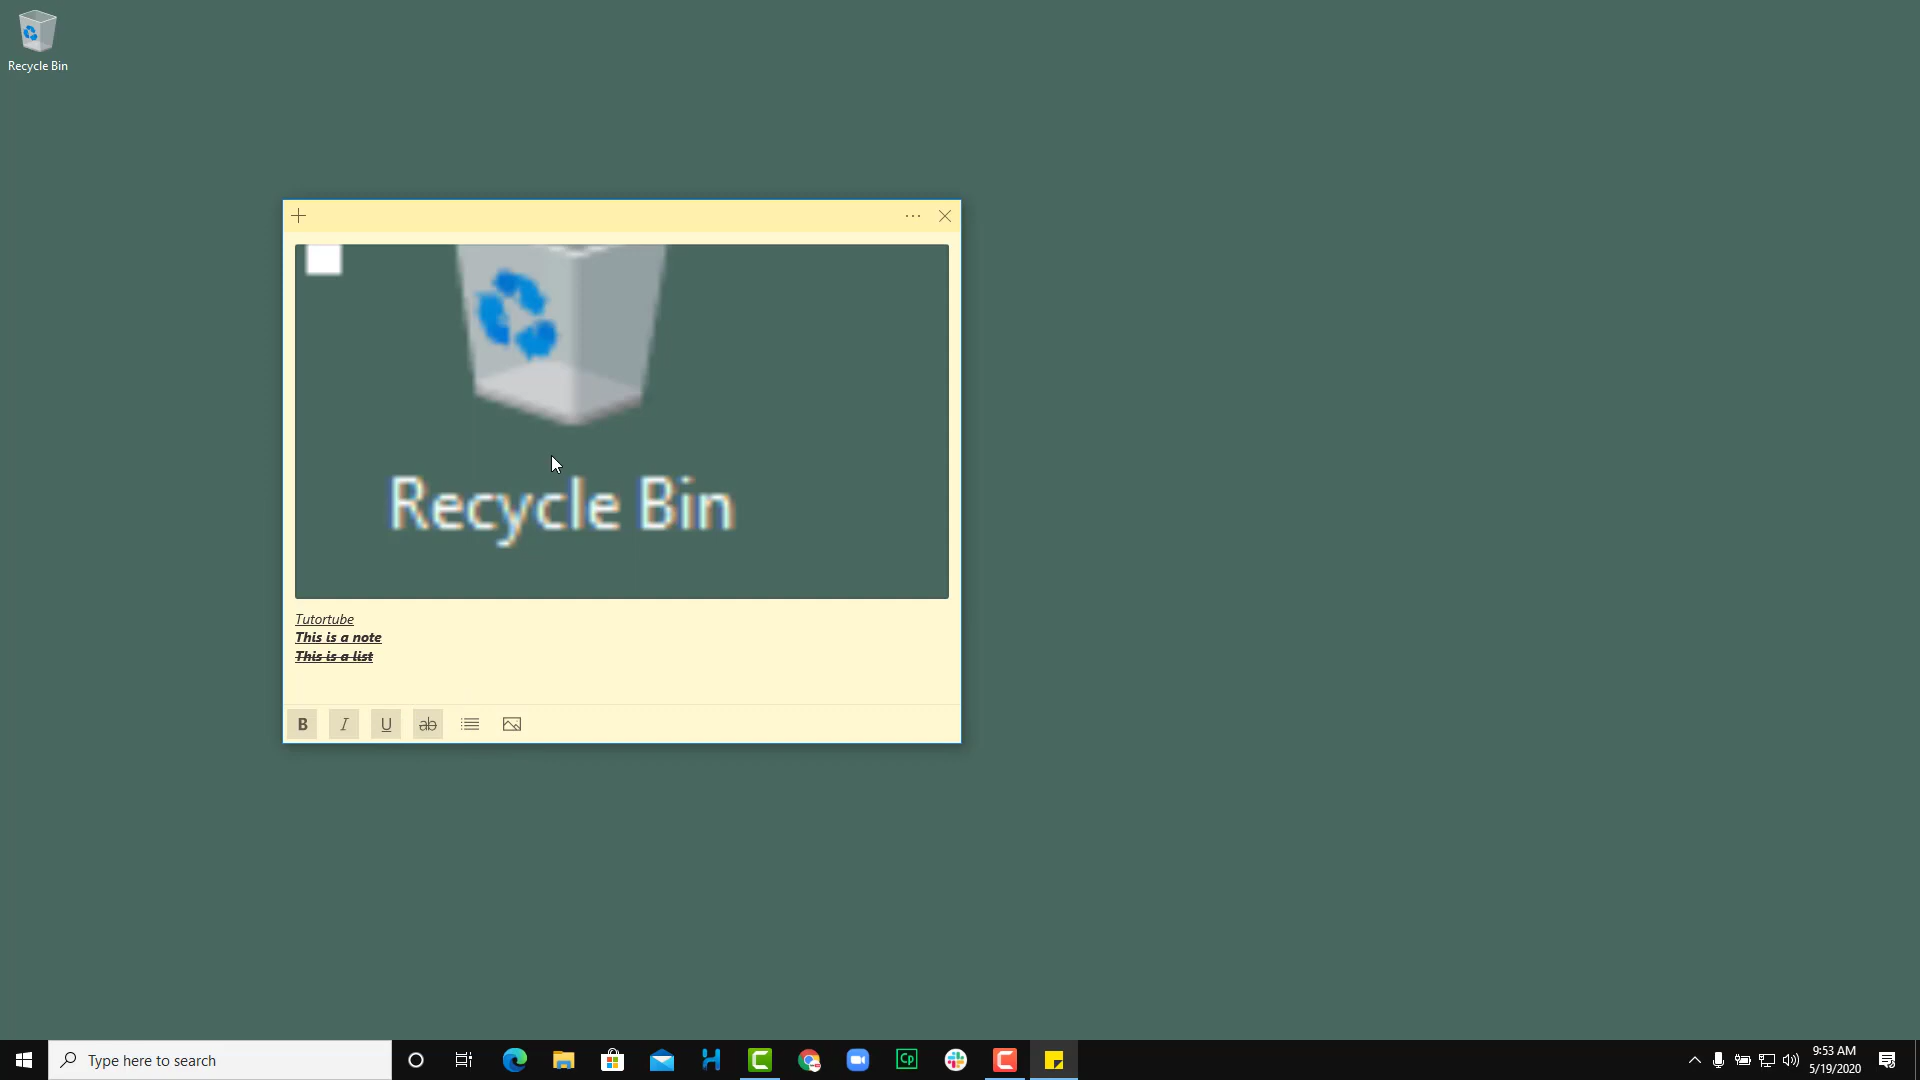 Recycle Bin
Recycle Bin
Tutortube
This is a note
This is a list
B I U ab
Type here to search
Cp
9:53 AM
5/19/2020